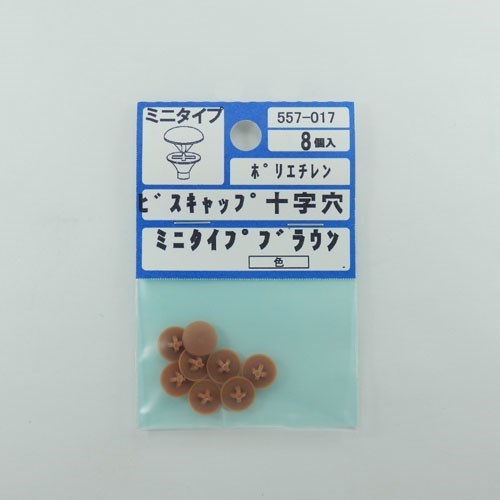 ミニタイプ
557-017
8個入
ポリエチレン
ビスキャップ十字穴
ミニタイプブラウン
色